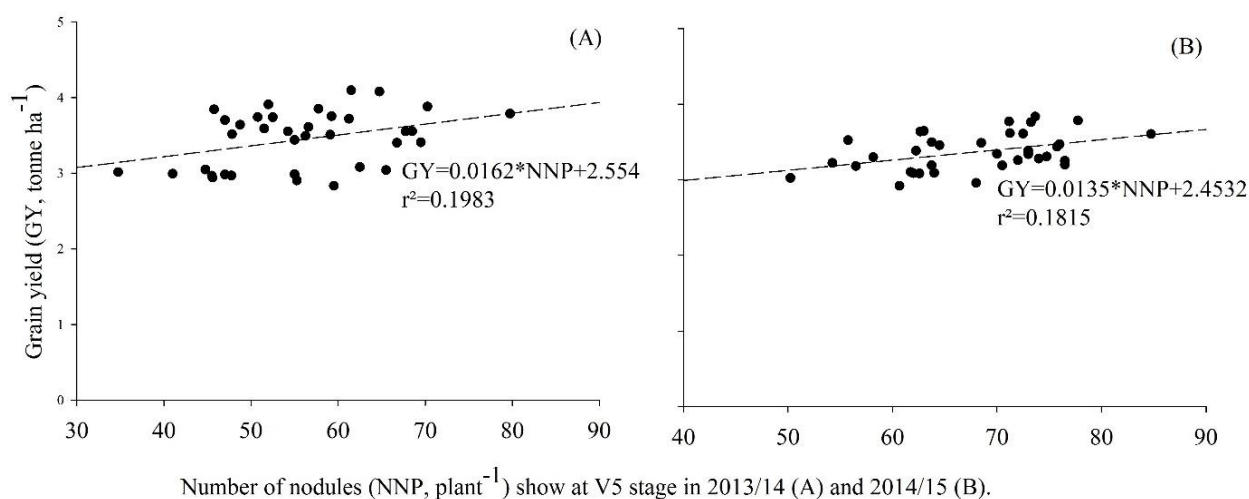 (A)
(B)
5
4
3
2
1
0
Grain yield (GY, tonne ha-1)
GY=0.0162*NNP+2.554
r²=0.1983
GY=0.0135*NNP+2.4532
r²=0.1815
30 40 50 60 70 80 90
40 50 60 70 80 90
Number of nodules (NNP, plant-1) show at V5 stage in 2013/14 (A) and 2014/15 (B).